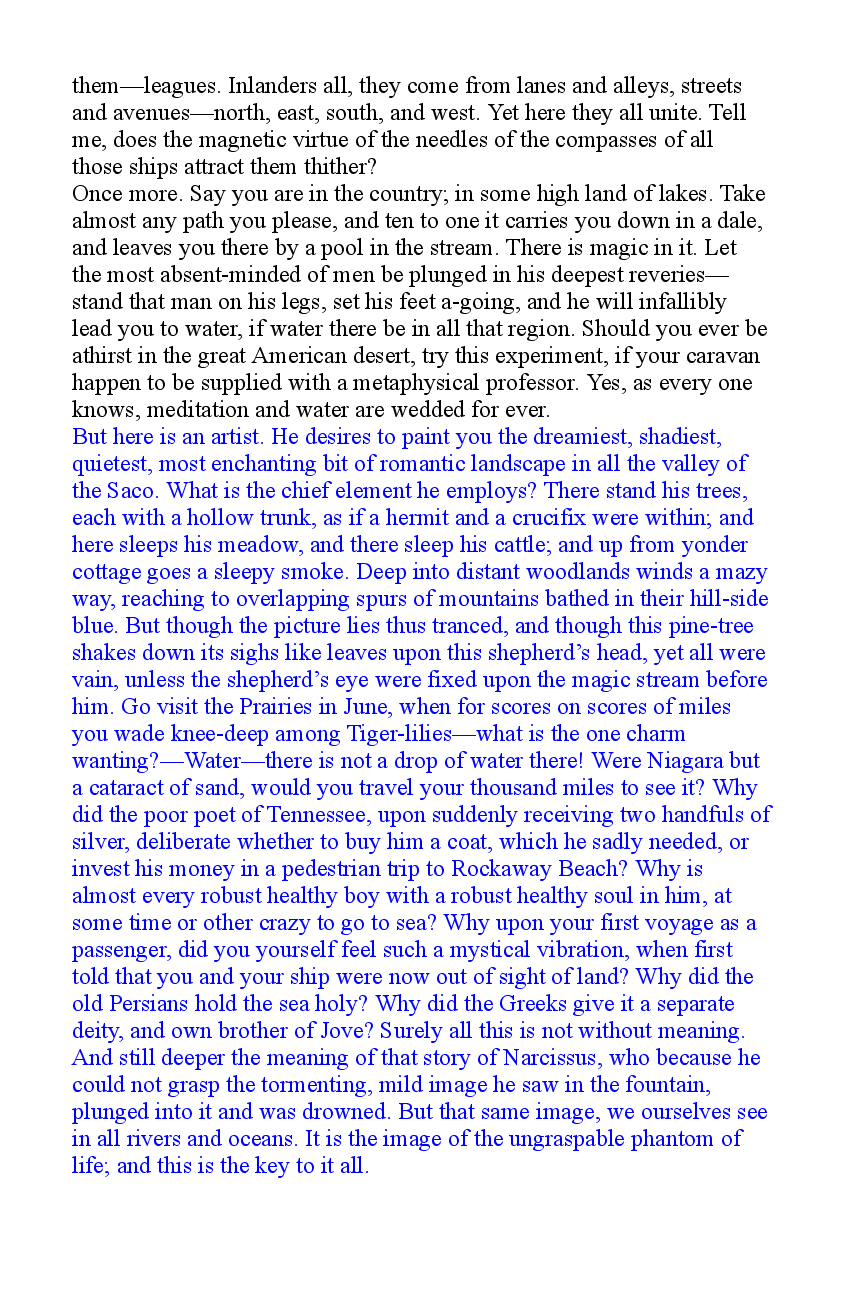 them—leagues. Inlanders all, they come from lanes and alleys, streets
and avenues—north, east, south, and west. Yet here they all unite. Tell
me, does the magnetic virtue of the needles of the compasses of all
those ships attract them thither?
Once more. Say you are in the country; in some high land of lakes. Take
almost any path you please, and ten to one it carries you down in a dale,
and leaves you there by a pool in the stream. There is magic in it. Let
the most absent-minded of men be plunged in his deepest reveries—
stand that man on his legs, set his feet a-going, and he will infallibly
lead you to water, if water there be in all that region. Should you ever be
athirst in the great American desert, try this experiment, if your caravan
happen to be supplied with a metaphysical professor. Yes, as every one
knows, meditation and water are wedded for ever.
But here is an artist. He desires to paint you the dreamiest, shadiest,
quietest, most enchanting bit of romantic landscape in all the valley of
the Saco. What is the chief element he employs? There stand his trees,
each with a hollow trunk, as if a hermit and a crucifix were within; and
here sleeps his meadow, and there sleep his cattle; and up from yonder
cottage goes a sleepy smoke. Deep into distant woodlands winds a mazy
way, reaching to overlapping spurs of mountains bathed in their hill-side
blue. But though the picture lies thus tranced, and though this pine-tree
shakes down its sighs like leaves upon this shepherd’s head, yet all were
vain, unless the shepherd’s eye were fixed upon the magic stream before
him. Go visit the Prairies in June, when for scores on scores of miles
you wade knee-deep among Tiger-lilies—what is the one charm
wanting?—Water—there is not a drop of water there! Were Niagara but
a cataract of sand, would you travel your thousand miles to see it? Why
did the poor poet of Tennessee, upon suddenly receiving two handfuls of
silver, deliberate whether to buy him a coat, which he sadly needed, or
invest his money in a pedestrian trip to Rockaway Beach? Why is
almost every robust healthy boy with a robust healthy soul in him, at
some time or other crazy to go to sea? Why upon your first voyage as a
passenger, did you yourself feel such a mystical vibration, when first
told that you and your ship were now out of sight of land? Why did the
old Persians hold the sea holy? Why did the Greeks give it a separate
deity, and own brother of Jove? Surely all this is not without meaning.
And still deeper the meaning of that story of Narcissus, who because he
could not grasp the tormenting, mild image he saw in the fountain,
plunged into it and was drowned. But that same image, we ourselves see
in all rivers and oceans. It is the image of the ungraspable phantom of
life; and this is the key to it all.